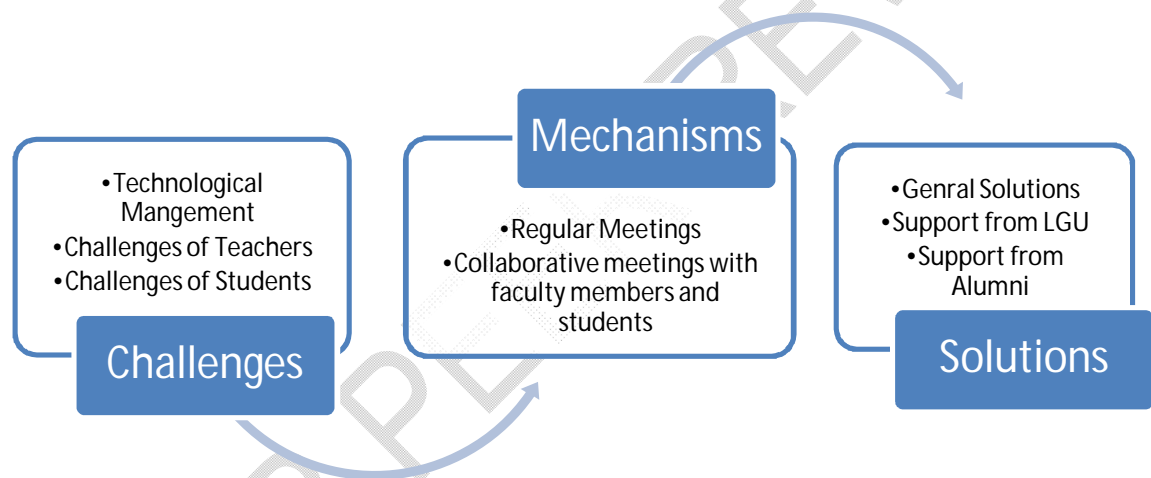 •Technological
Mangement
•Challenges of Teachers
•Challenges of Students
Challenges
Mechanisms
•Regular Meetings
•Collaborative meetings with
faculty members and
students
•Genral Solutions
•Support from LGU
•Support from
Alumni
Solutions